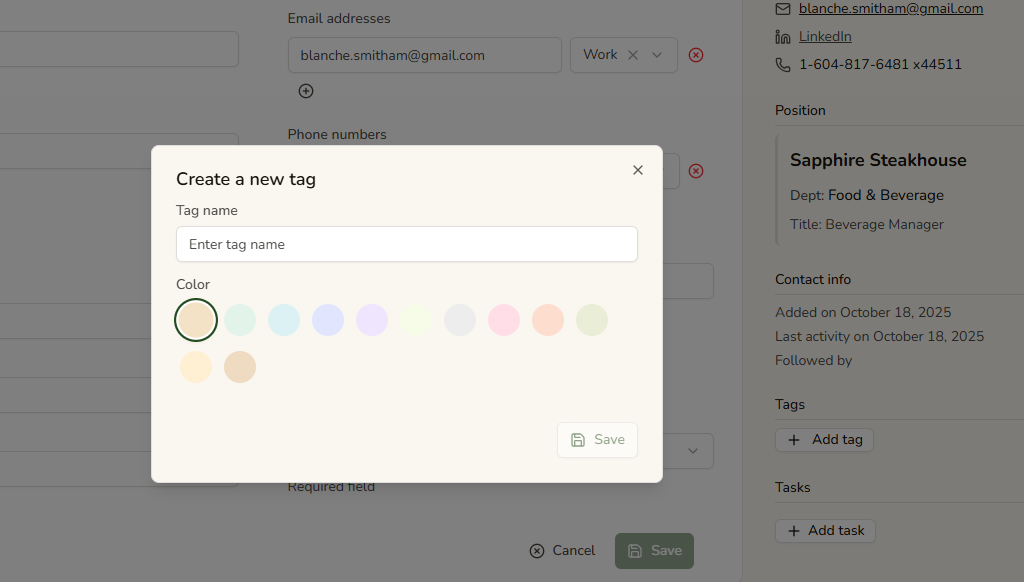 Email addresses
blanche.smitham@gmail.com
Work
Phone numbers
Create a new tag
Tag name
Enter tag name
Color
Save
Required field
Cancel
Save
blanche.smitham@gmail.com
LinkedIn
1-604-817-6481 x44511
Position
Sapphire Steakhouse
Dept: Food & Beverage
Title: Beverage Manager
Contact info
Added on October 18, 2025
Last activity on October 18, 2025
Followed by
Tags
Add tag
Tasks
Add task